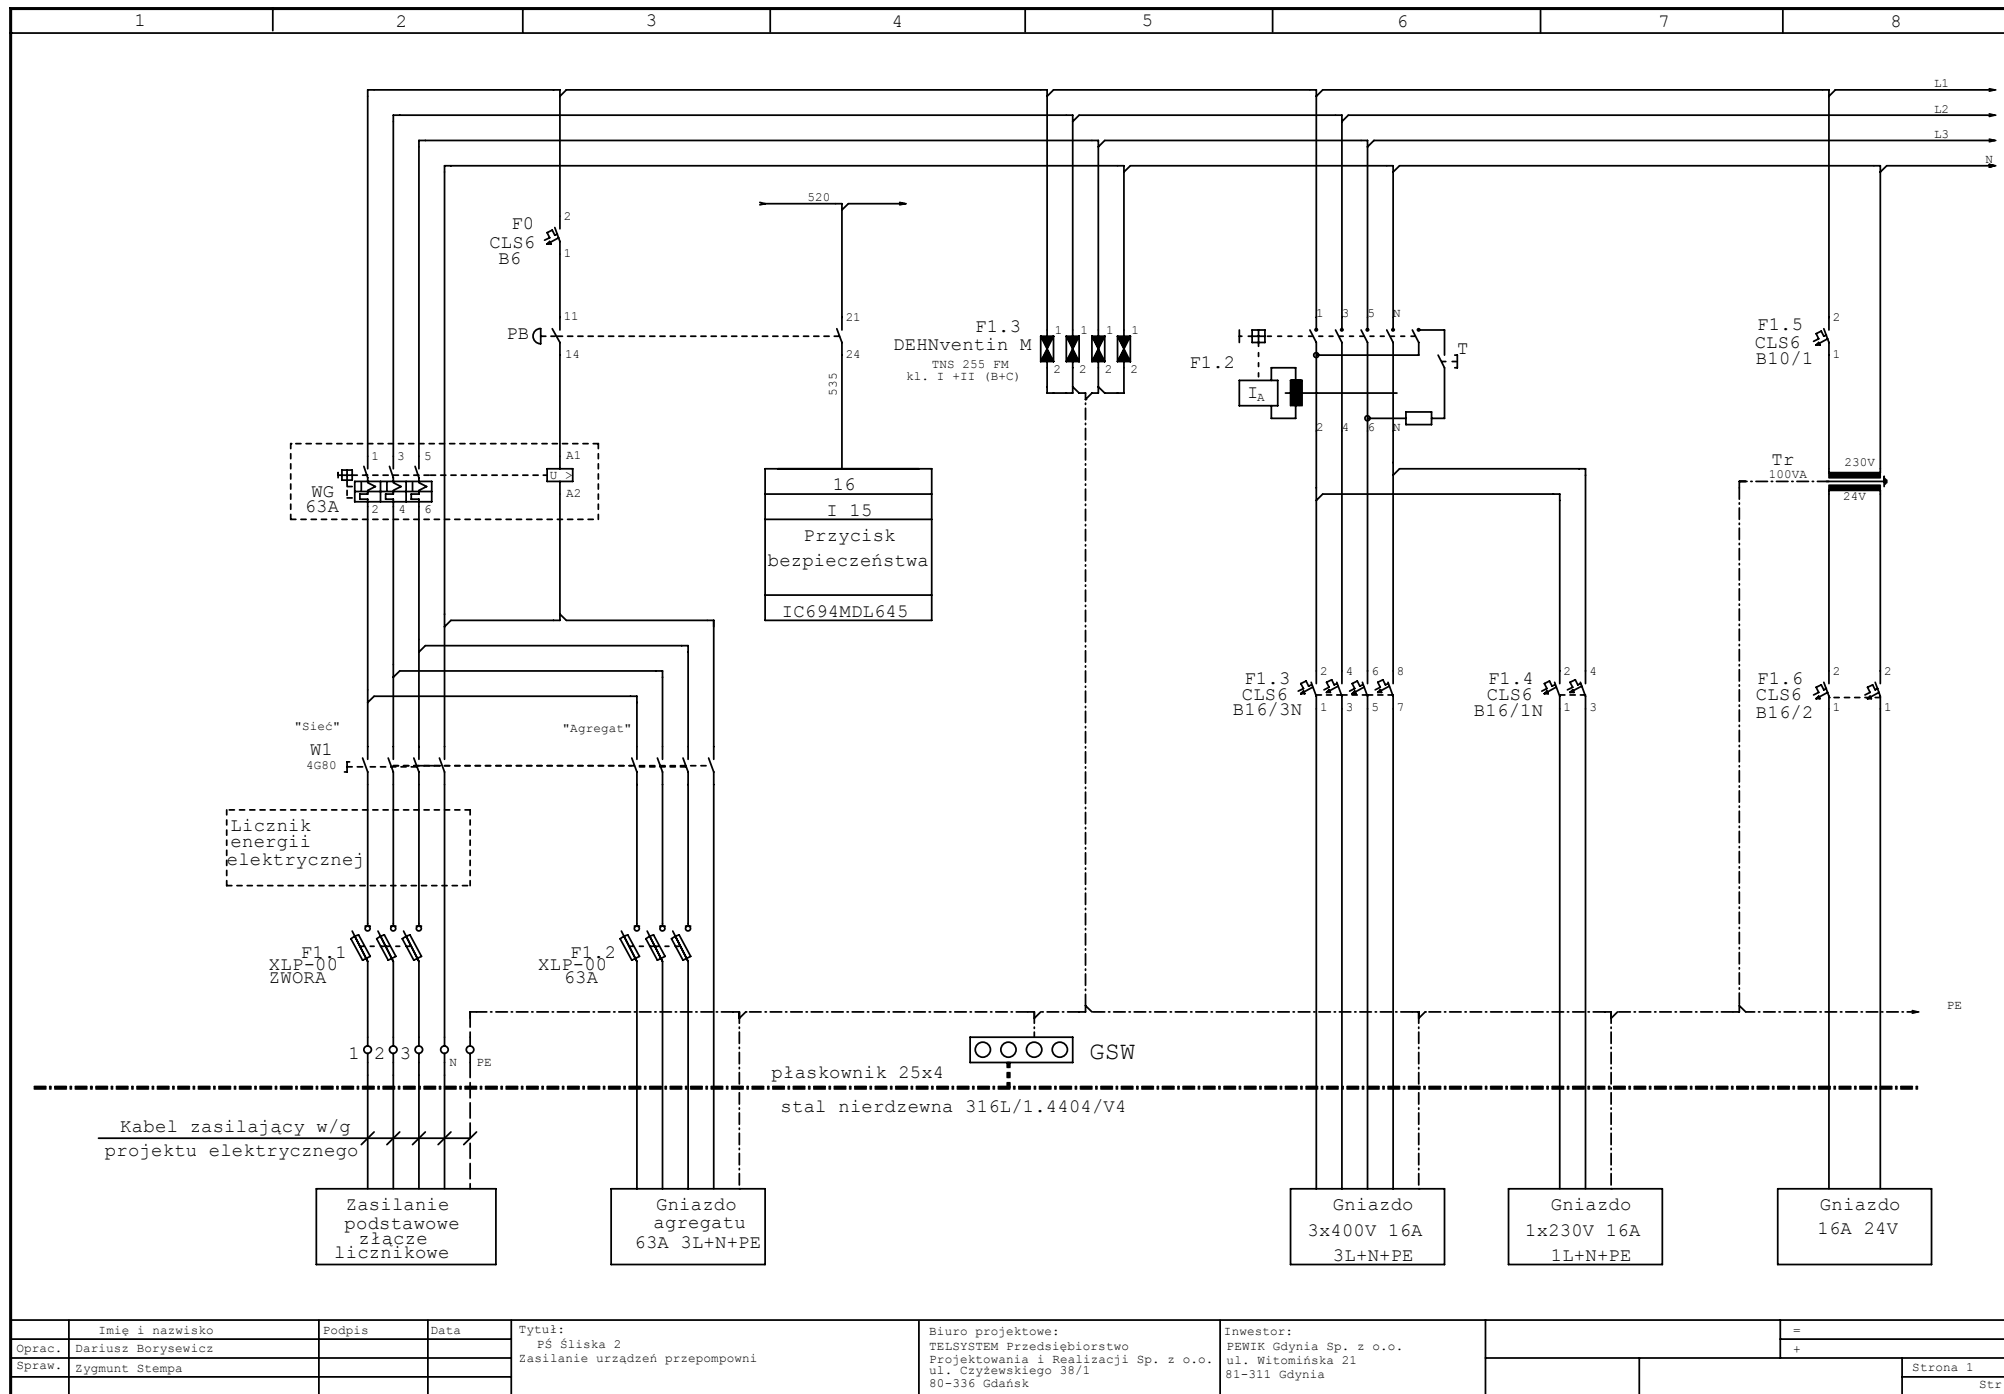 1 2 3 4 5 6 7 8
L1
L2
L3
N
520
F0
CLS6
B6
2
1
PB
11
14
21
24
535
F1.3
DEHNventin M
TNS 255 FM
kl. I +II (B+C)
1 1 1 1
2 2 2 2
F1.2
1 3 5 N
T
IA
2 4 6 N
F1.5
CLS6
B10/1
2
1
WG
63A
1 3 5
2 4 6
A1
U >
A2
16
I 15
Przycisk
bezpieczeństwa
IC694MDL645
Tr
100VA
230V
24V
F1.3
CLS6
B16/3N
2 4 6 8
1 3 5 7
F1.4
CLS6
B16/1N
2 4
1 3
F1.6
CLS6
B16/2
2 2
1 1
"Sieć"
"Agregat"
W1
4G80
Licznik
energii
elektrycznej
F1.1
XLP-00
ZWORA
F1.2
XLP-00
63A
PE
1 2 3 N PE
GSW
płaskownik 25x4
stal nierdzewna 316L/1.4404/V4
Kabel zasilający w/g
projektu elektrycznego
Zasilanie
podstawowe
złącze
licznikowe
Gniazdo
agregatu
63A 3L+N+PE
Gniazdo
3x400V 16A
3L+N+PE
Gniazdo
1x230V 16A
1L+N+PE
Gniazdo
16A 24V
Imię i nazwisko Podpis Data
Oprac. Dariusz Borysewicz
Spraw. Zygmunt Stempa
Tytuł:
PŚ Śliska 2
Zasilanie urządzeń przepompowni
Biuro projektowe:
TELSYSTEM Przedsiębiorstwo
Projektowania i Realizacji Sp. z o.o.
ul. Czyżewskiego 38/1
80-336 Gdańsk
Inwestor:
PEWIK Gdynia Sp. z o.o.
ul. Witomińska 21
81-311 Gdynia
=
+
Strona 1
Str